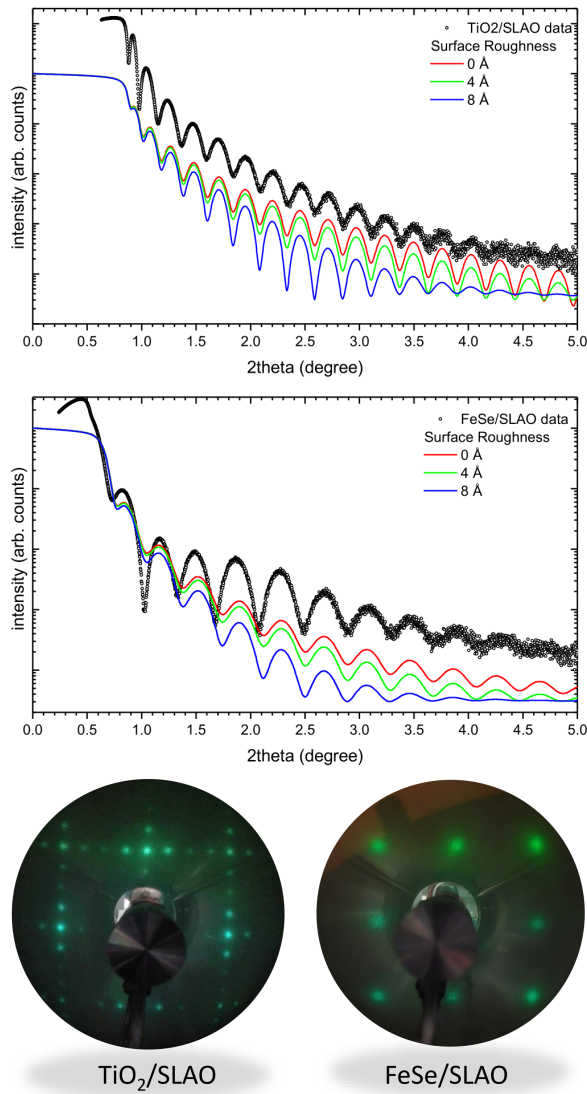 TiO2/SLAO data
Surface Roughness
0 Å
4 Å
8 Å
intensity (arb. counts)
0.0 0.5 1.0 1.5 2.0 2.5 3.0 3.5 4.0 4.5 5.0
2theta (degree)
FeSe/SLAO data
Surface Roughness
0 Å
4 Å
8 Å
intensity (arb. counts)
0.0 0.5 1.0 1.5 2.0 2.5 3.0 3.5 4.0 4.5 5.0
2theta (degree)
TiO₂/SLAO FeSe/SLAO